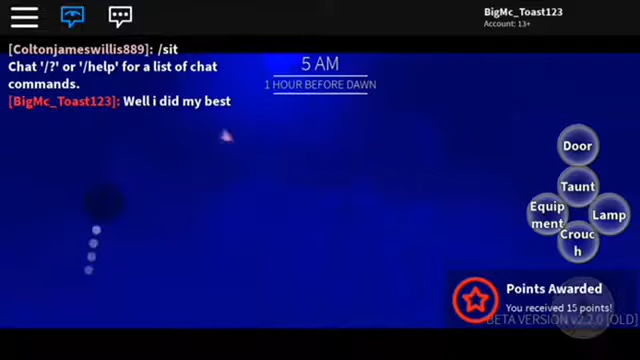 BigMc_Toast123
Account: 13+
[Coltonjameswillis889]: /sit
Chat '/?' or '/help' for a list of chat
commands.
[BigMc_Toast123]: Well i did my best
5 AM
1 HOUR BEFORE DAWN
Door
Taunt
Equip
ment
Lamp
Crouc
h
Points Awarded
You received 15 points!
BETA VERSION v2.2.0 [OLD]